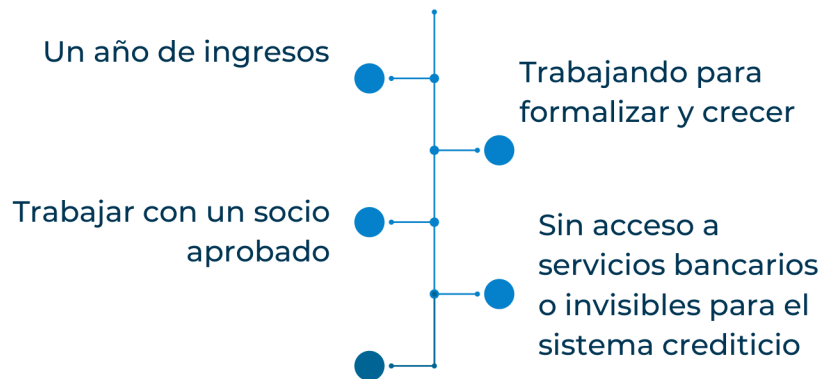 Un año de ingresos
Trabajando para
formalizar y crecer
Trabajar con un socio
aprobado
Sin acceso a
servicios bancarios
o invisibles para el
sistema crediticio